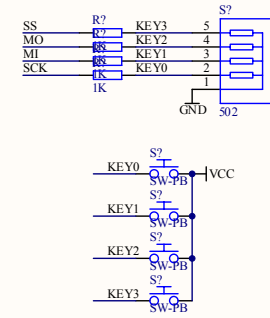 S?
R?
SS KEY3 5
R?
MO KEY2 4
MI KEY1 3
SCK KEY0 2
1K 1
1K
GND 502
S?
KEY0 VCC
SW-PB
S?
KEY1
SW-PB
S?
KEY2
SW-PB
S?
KEY3
SW-PB